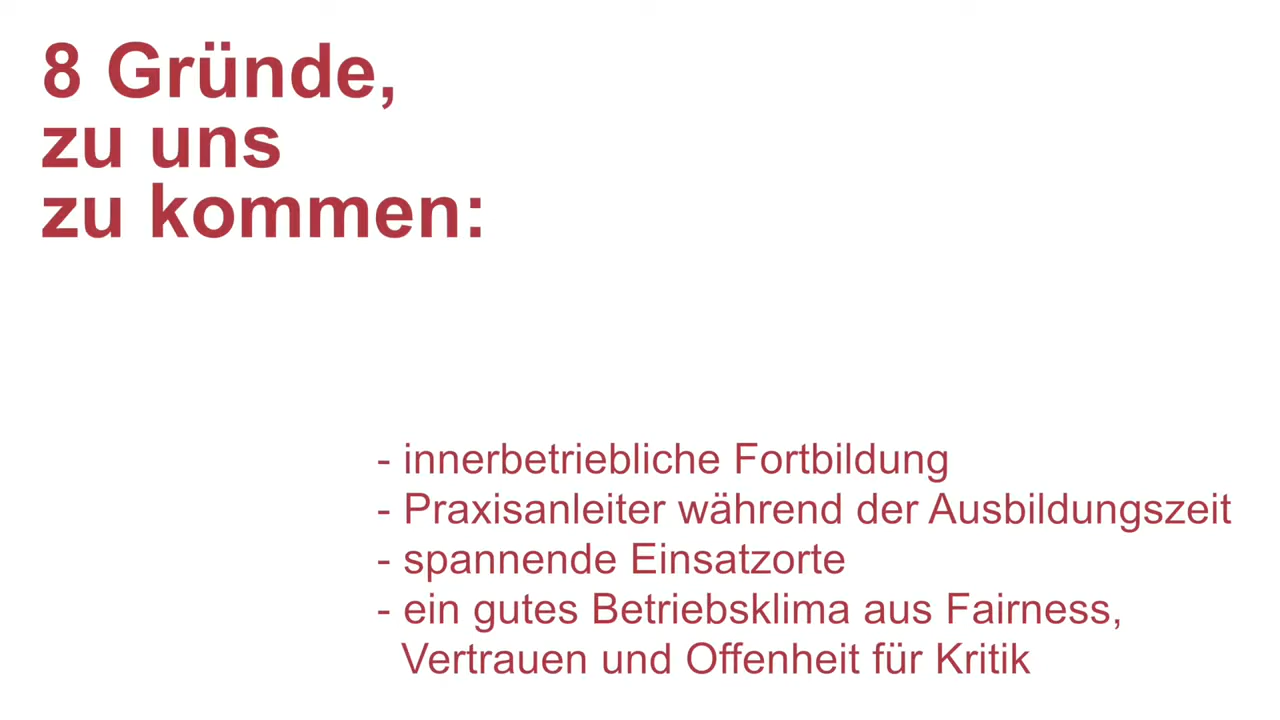 8 Gründe,
zu uns
zu kommen:
- innerbetriebliche Fortbildung
- Praxisanleiter während der Ausbildungszeit
- spannende Einsatzorte
- ein gutes Betriebsklima aus Fairness,
Vertrauen und Offenheit für Kritik